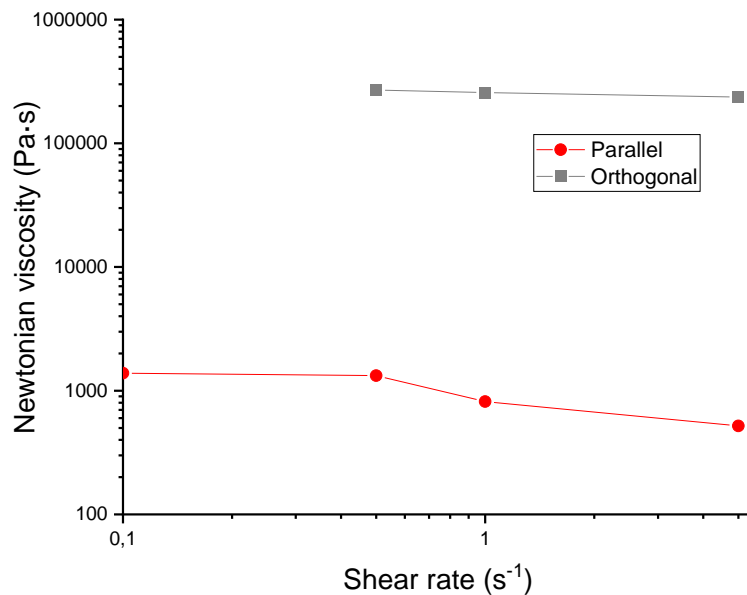 1000000
100000
10000
1000
100
Newtonian viscosity (Pa·s)
Parallel
Orthogonal
0,1
1
Shear rate (s⁻¹)